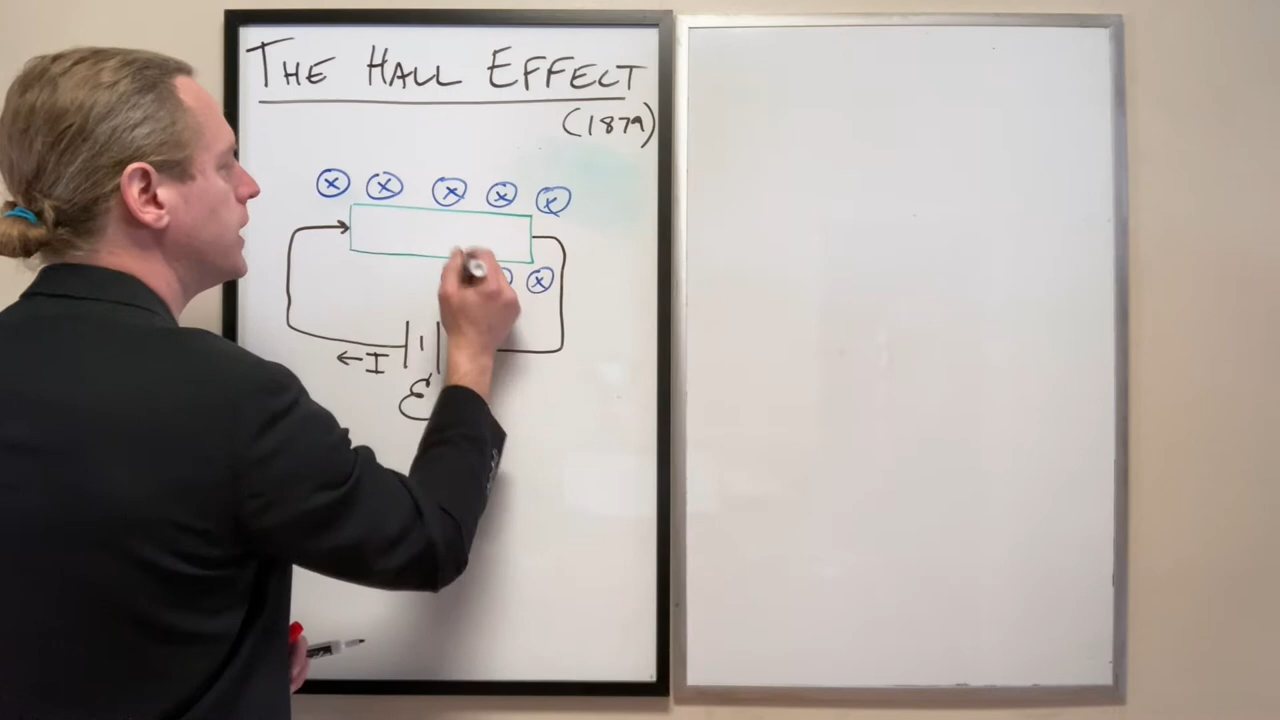 THE HALL EFFECT
(1879)
← I
ℰ